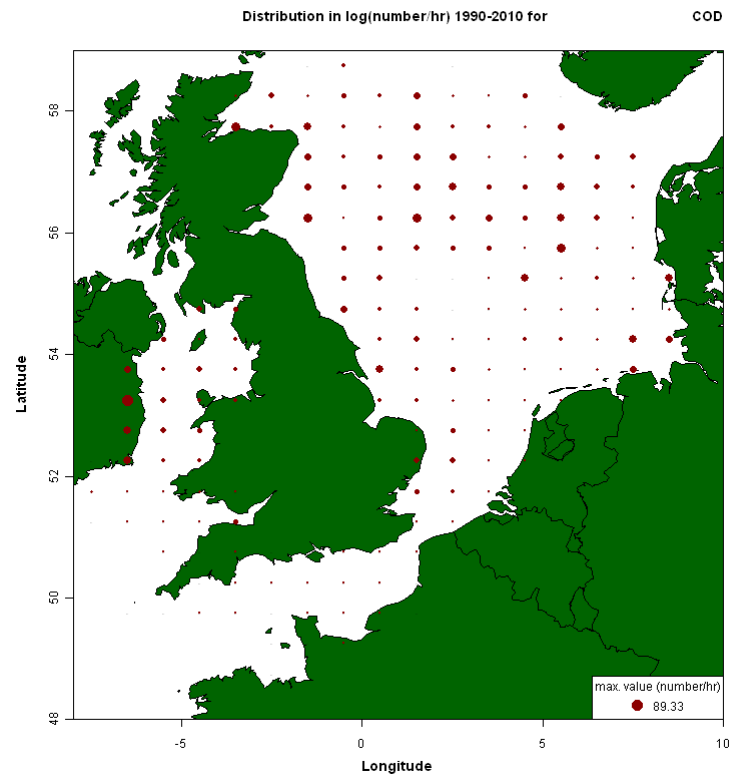 Distribution in log(number/hr) 1990-2010 for COD
58
56
Latitude
54
52
50
48
max. value (number/hr)
89.33
-5 0 5 10
Longitude